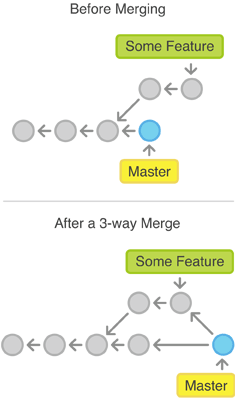 Before Merging
Some Feature
Master
After a 3-way Merge
Some Feature
Master